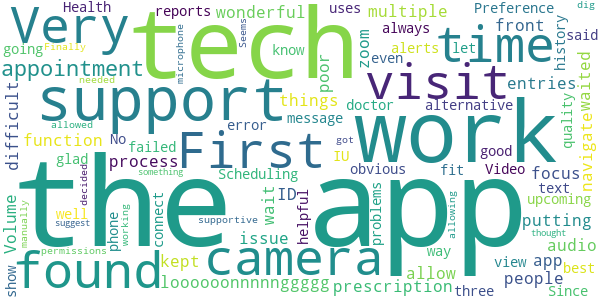 Health reports wonderful uses multiple Preference dig
Very tech time
going Finally microphone Seems know poor zoom always front said
even alerts let history
appointment needed things doctor entries waited
support visit alternative
difficult function allowed No error message First work quality navigate
glad failed IU got obvious good Video
process decided Scheduling fit focus
the app
something ID text upcoming
Volume well manually suggest phone working connect wait helpful supportive problems allowing putting
permissions issue way audio
found camera view app
show kept allow people thought best
loooooonnnnnggggg prescription three Since